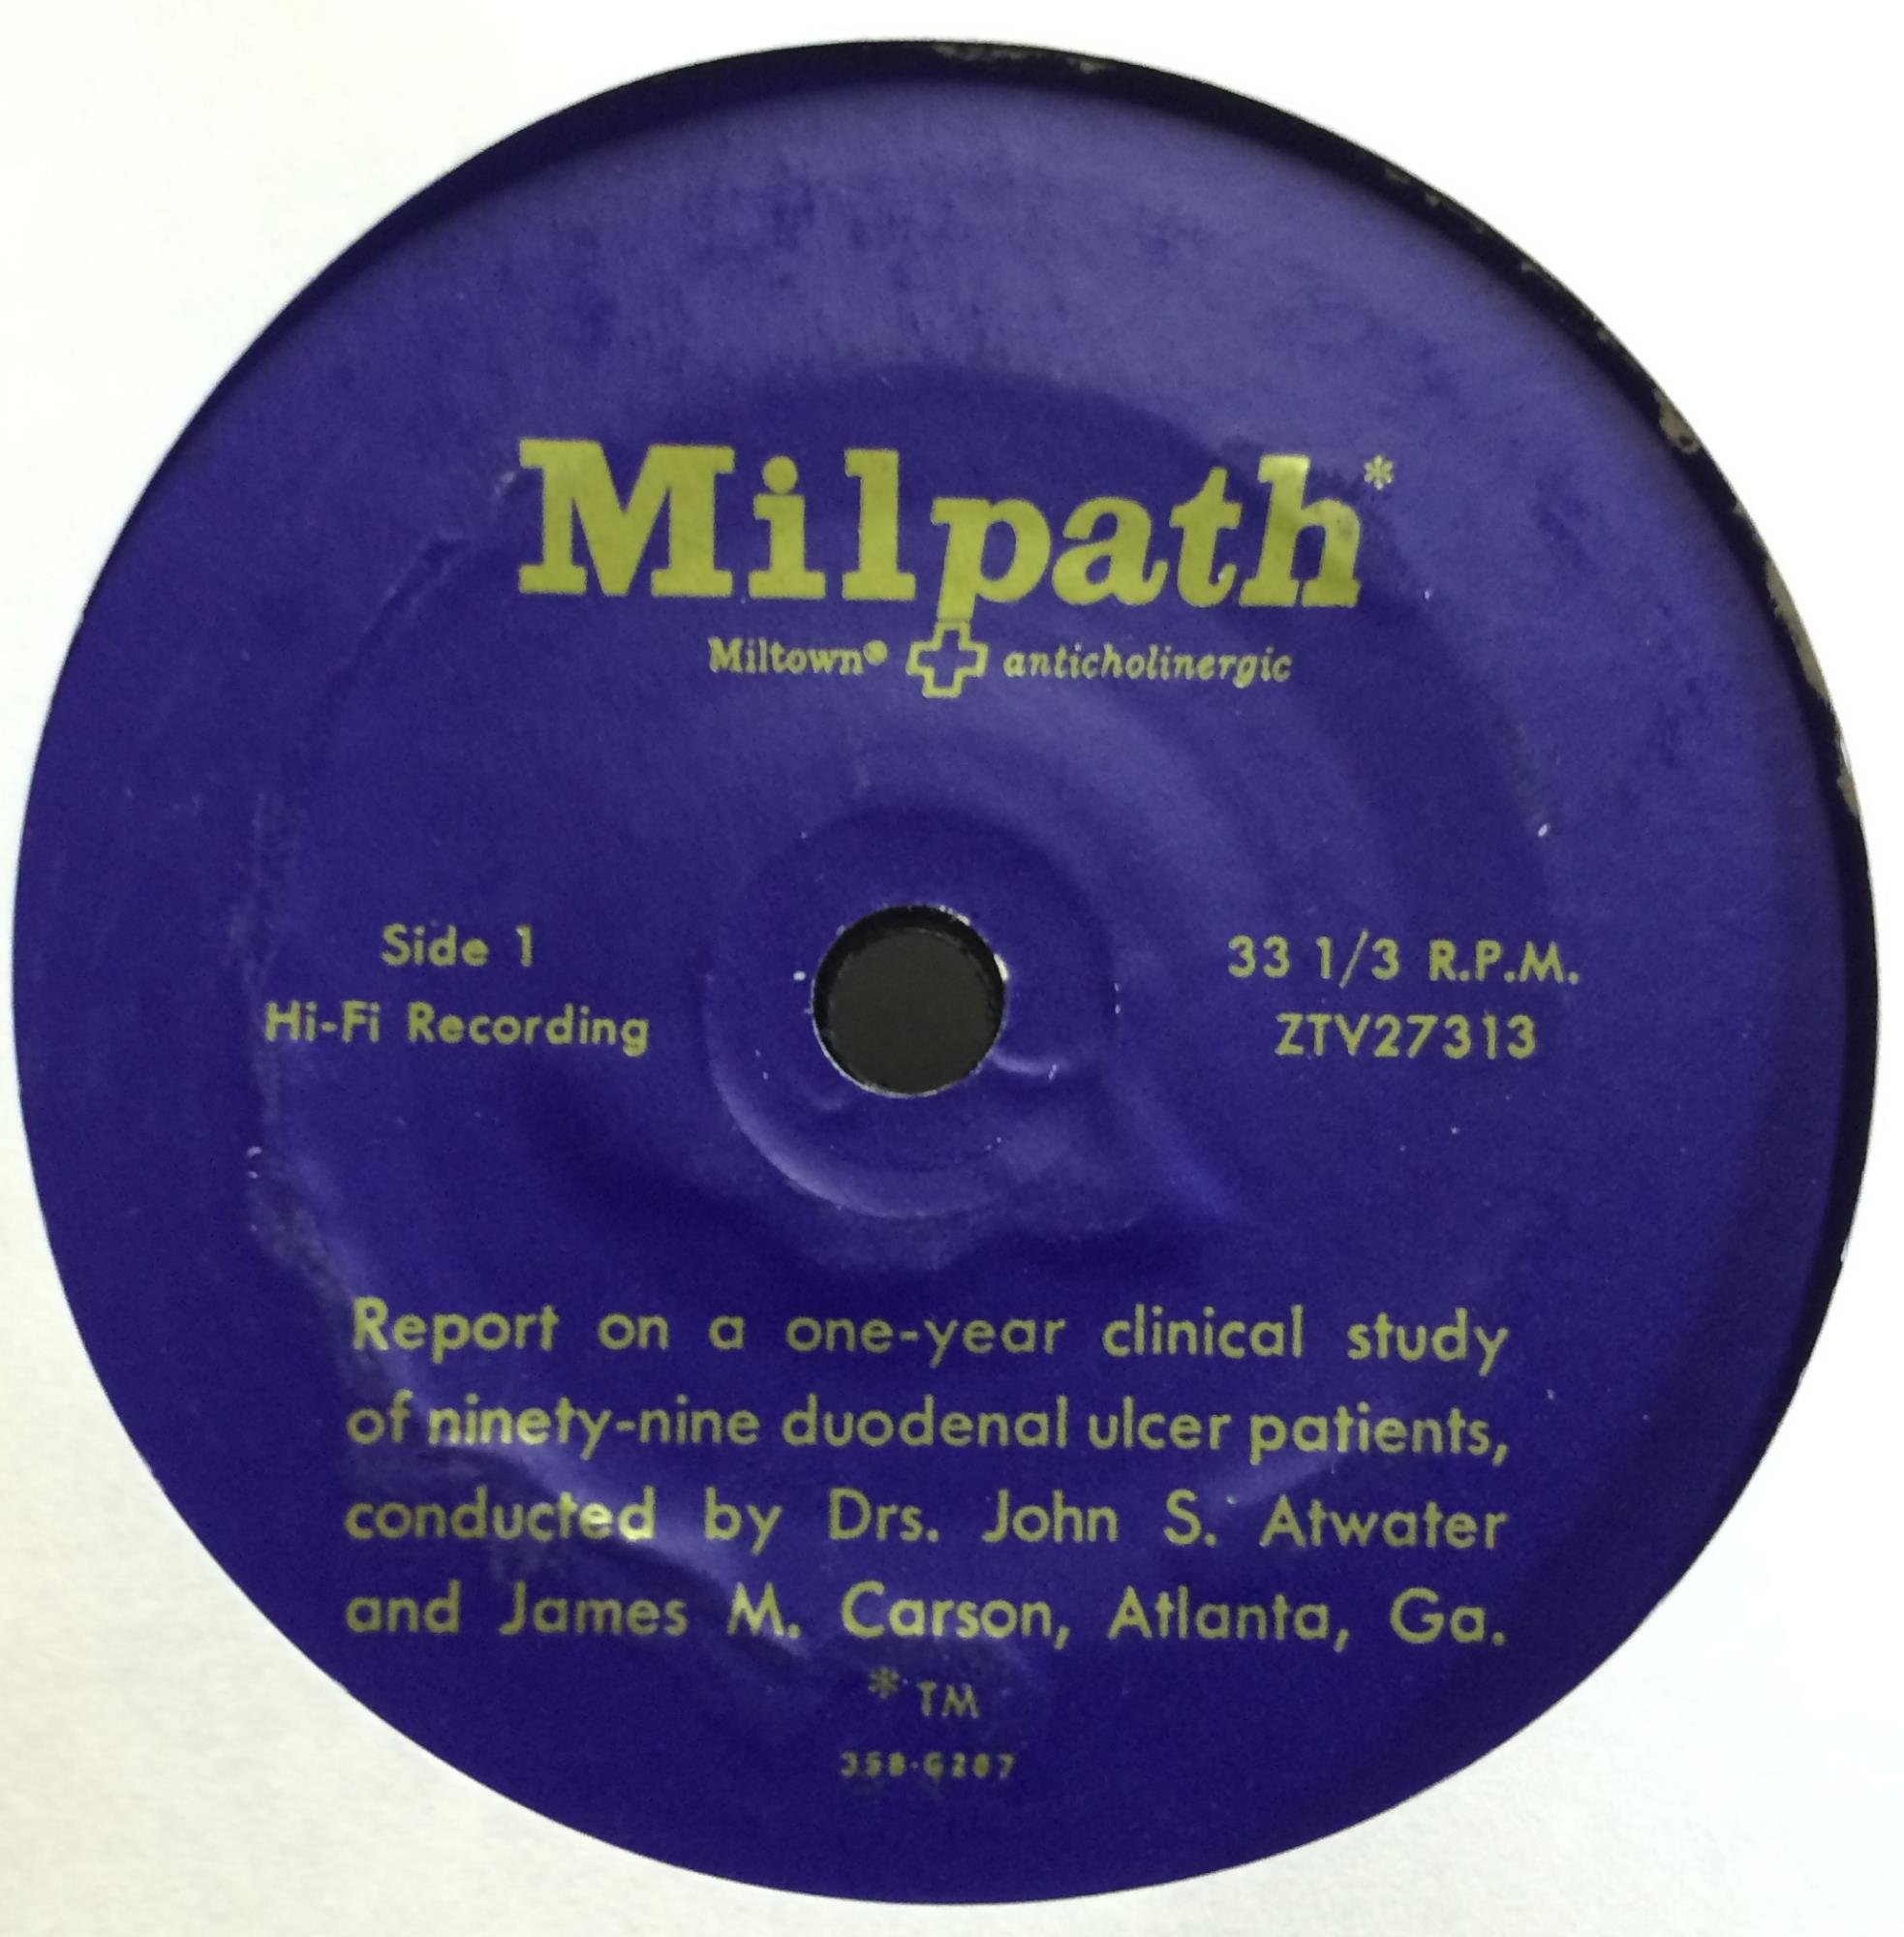 Milpath*
Miltown® + anticholinergic
Side 1
Hi-Fi Recording
33 1/3 R.P.M.
ZTV27313
Report on a one-year clinical study
of ninety-nine duodenal ulcer patients,
conducted by Drs. John S. Atwater
and James M. Carson, Atlanta, Ga.
*TM